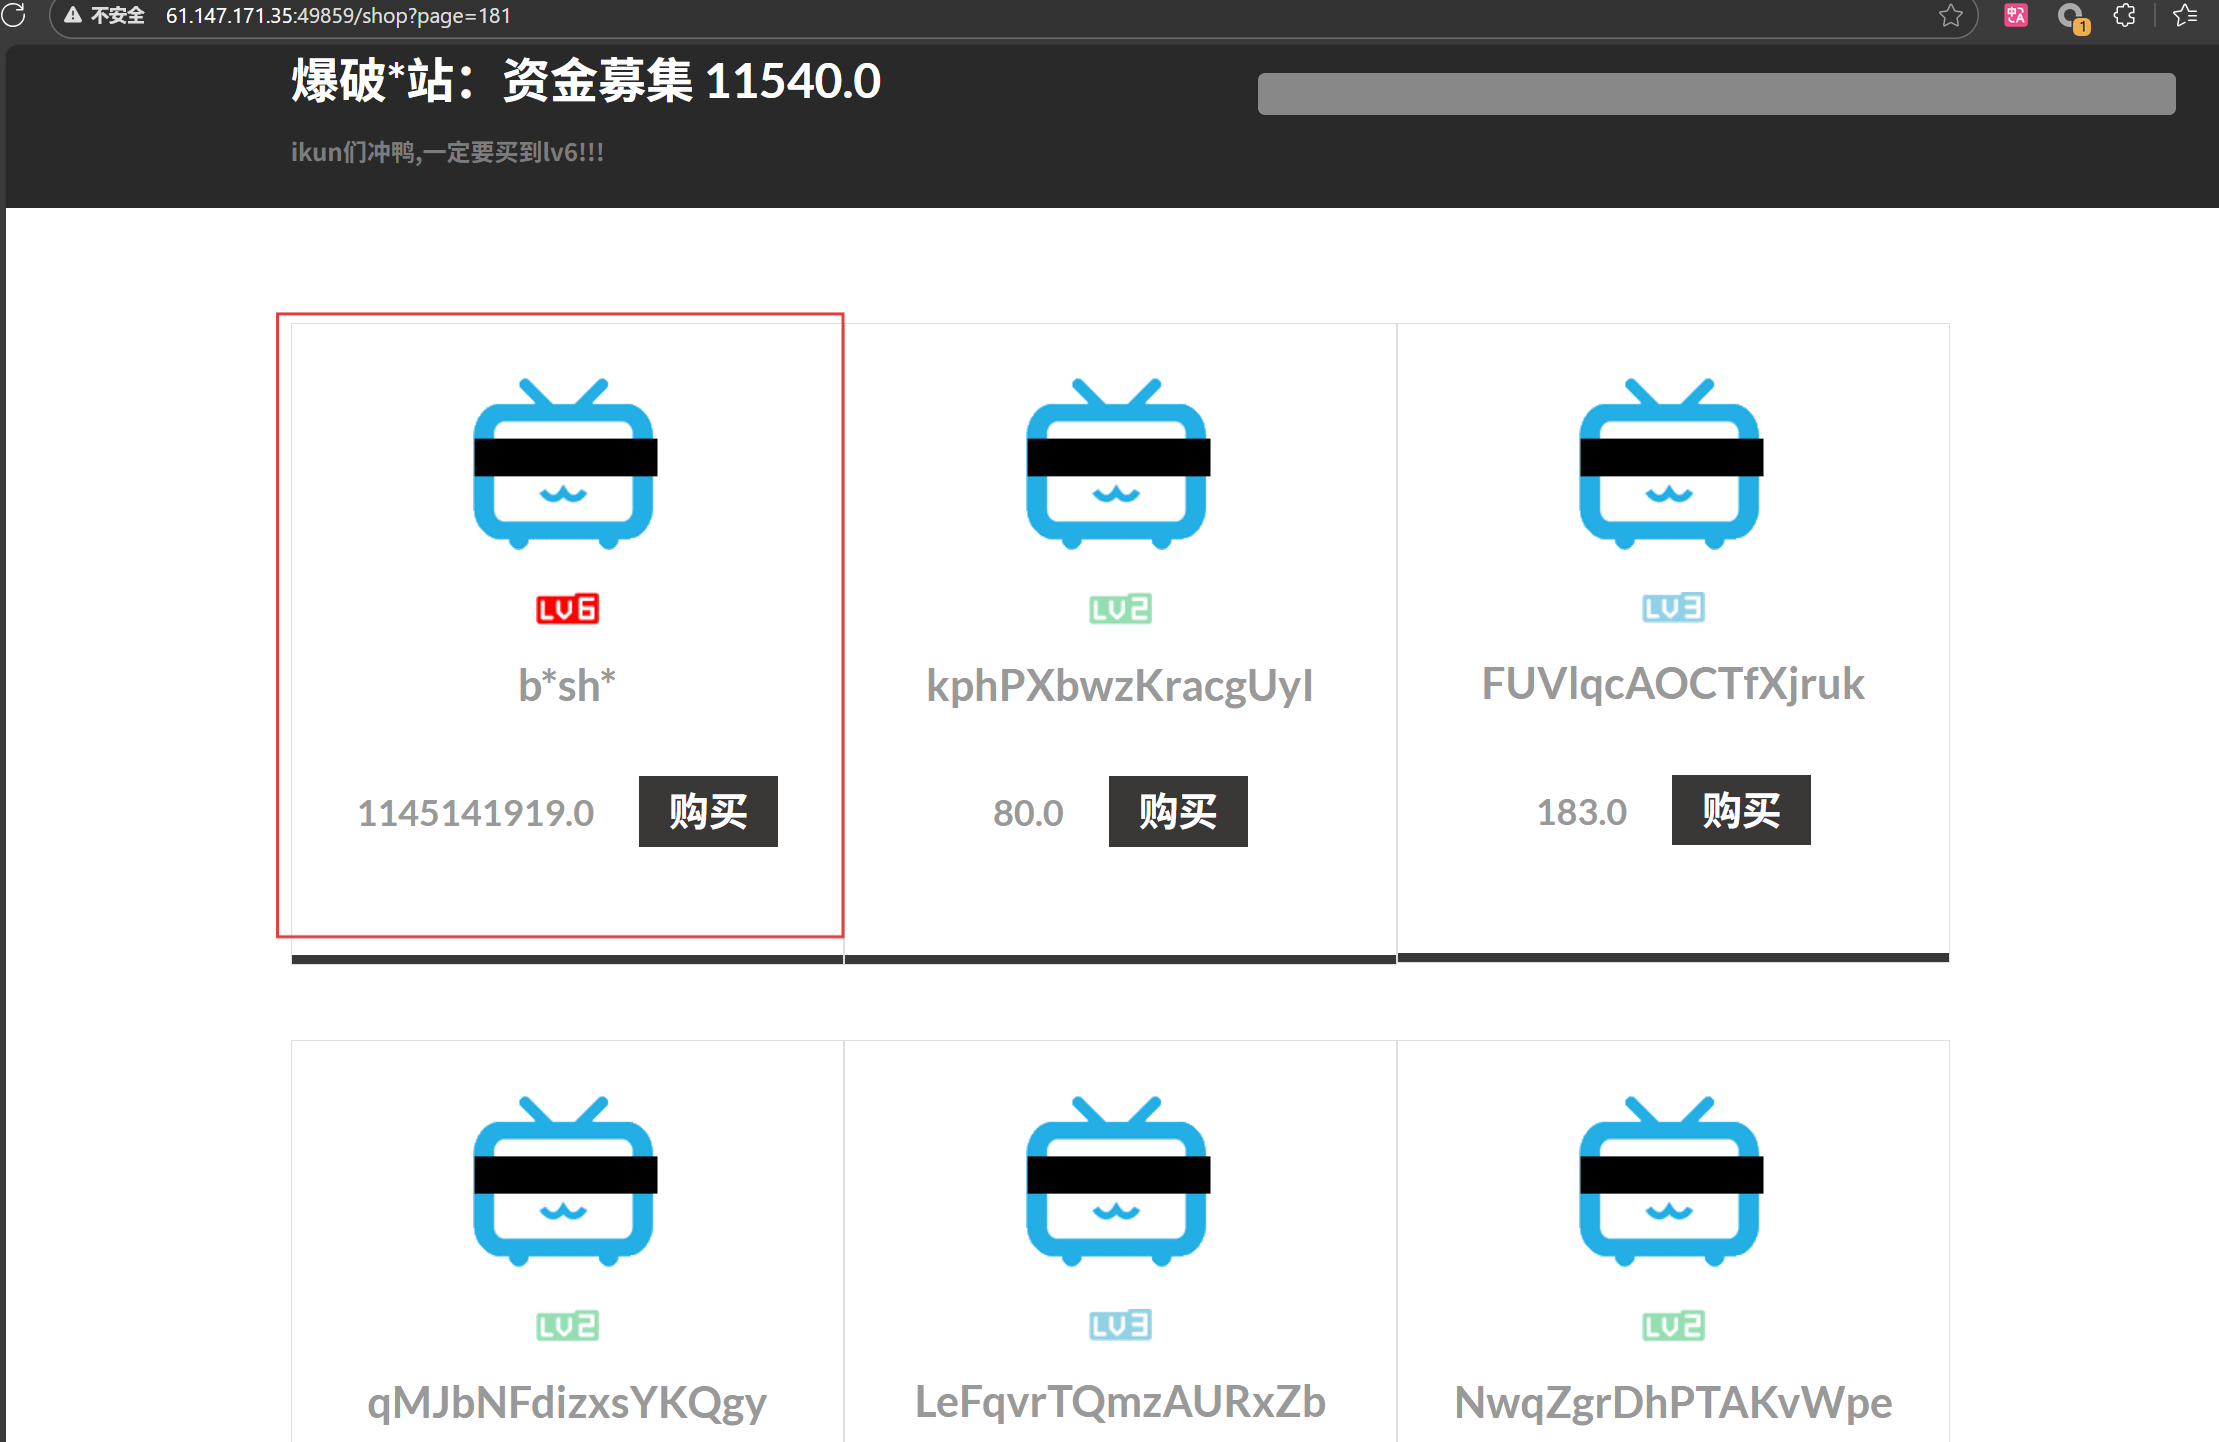 不安全 61.147.171.35:49859/shop?page=181
1
爆破*站：资金募集 11540.0
ikun们冲鸭,一定要买到lv6!!!
LV6 LV2 LV3
b*sh* kphPXbwzKracgUyI FUVlqcAOCTfXjruk
1145141919.0 购买 80.0 购买 183.0 购买
LV2 LV3 LV2
qMJbNFdizxsYKQgy LeFqvrTQmzAURxZb NwqZgrDhPTAKvWpe